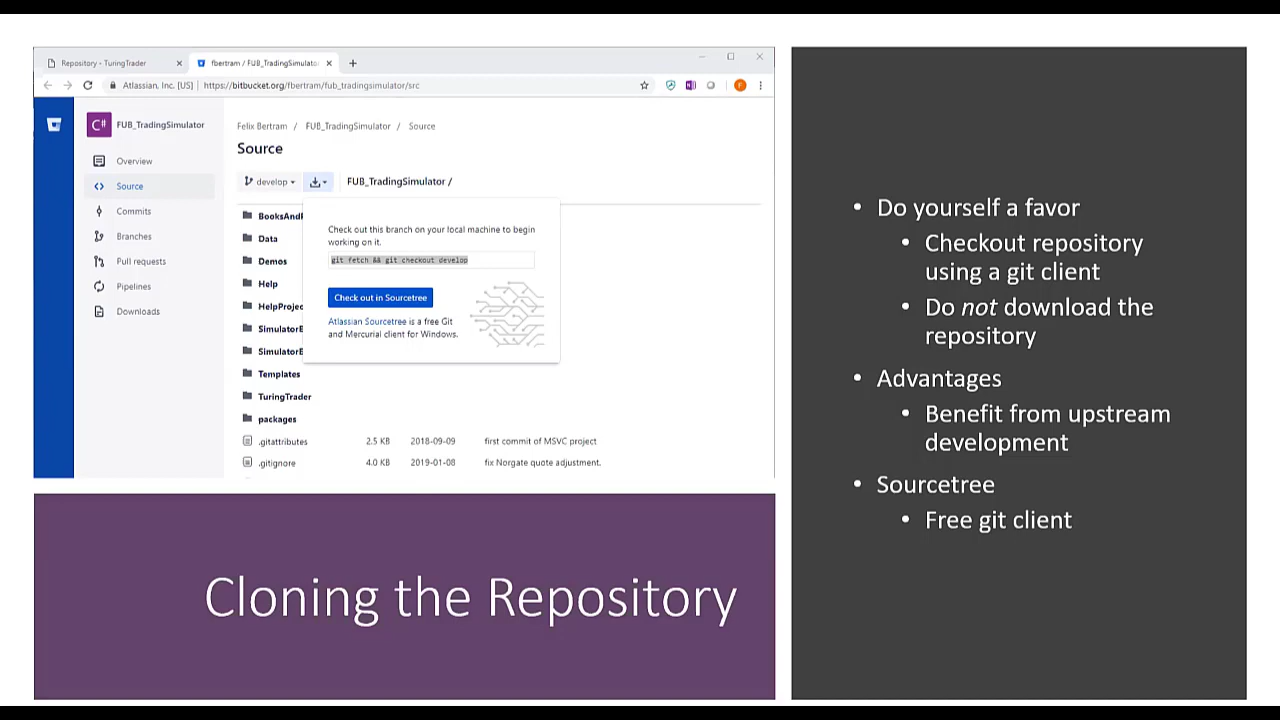 Repository - TuringTrader
fbertram / FUB_TradingSimulato
Atlassian, Inc. [US] | https://bitbucket.org/fbertram/fub_tradingsimulator/src
C#
FUB_TradingSimulator
Overview
Source
Commits
Branches
Pull requests
Pipelines
Downloads
Felix Bertram / FUB_TradingSimulator / Source
Source
develop
FUB_TradingSimulator /
BooksAndP
Data
Demos
Help
HelpProjec
SimulatorE
SimulatorE
Templates
TuringTrader
packages
.gitattributes 2.5 KB 2018-09-09 first commit of MSVC project
.gitignore 4.0 KB 2019-01-08 fix Norgate quote adjustment.
Check out this branch on your local machine to begin
working on it.
git fetch && git checkout develop
Check out in Sourcetree
Atlassian Sourcetree is a free Git
and Mercurial client for Windows.
Cloning the Repository
• Do yourself a favor
• Checkout repository
using a git client
• Do not download the
repository
• Advantages
• Benefit from upstream
development
• Sourcetree
• Free git client